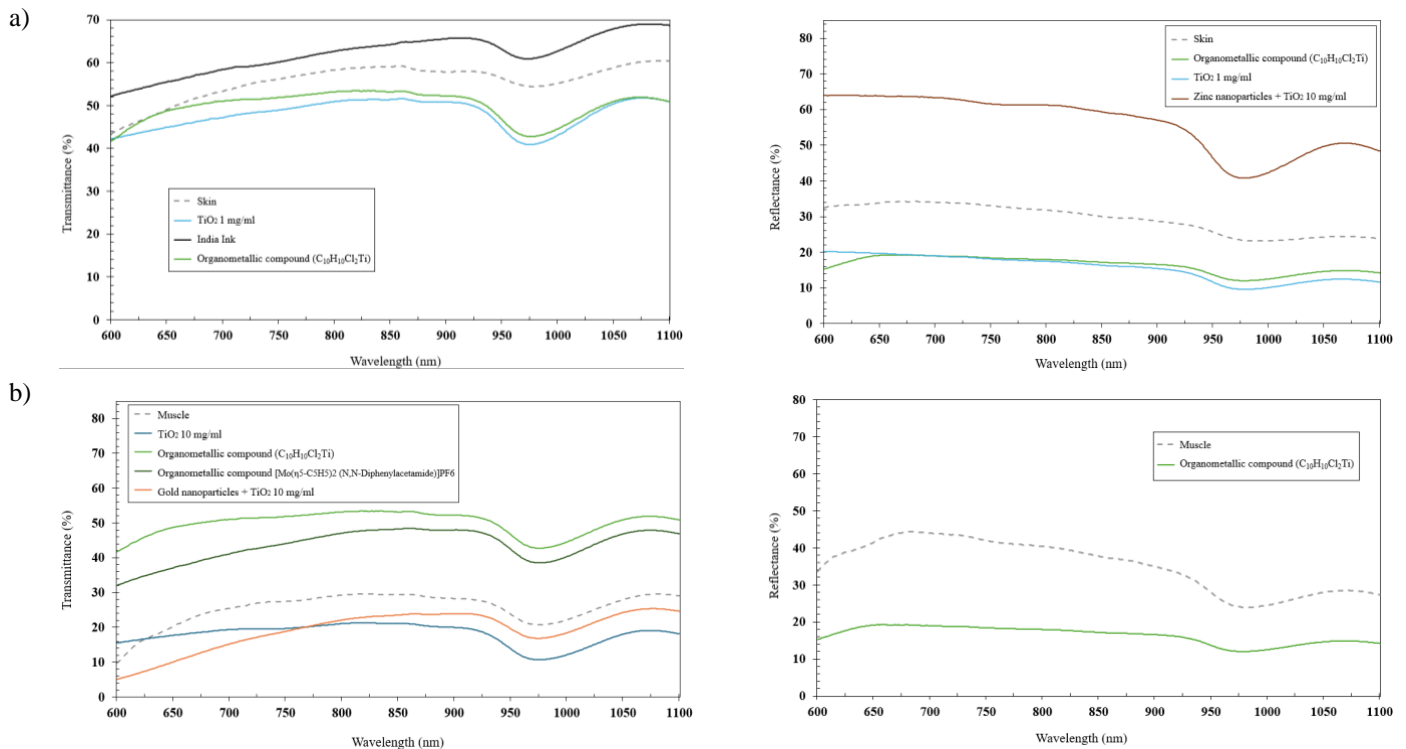 a)
70
60
50
40
30
20
10
0
Transmittance (%)
Skin
TiO2 1 mg/ml
India Ink
Organometallic compound (C10H10Cl2Ti)
600 650 700 750 800 850 900 950 1000 1050 1100
Wavelength (nm)
80
70
60
50
40
30
20
10
0
Reflectance (%)
Skin
Organometallic compound (C10H10Cl2Ti)
TiO2 1 mg/ml
Zinc nanoparticles + TiO2 10 mg/ml
600 650 700 750 800 850 900 950 1000 1050 1100
Wavelength (nm)
b)
80
70
60
50
40
30
20
10
0
Transmittance (%)
Muscle
TiO2 10 mg/ml
Organometallic compound (C10H10Cl2Ti)
Organometallic compound [Mo(η5-C5H5)2 (N,N-Diphenylacetamide)]PF6
Gold nanoparticles + TiO2 10 mg/ml
600 650 700 750 800 850 900 950 1000 1050 1100
Wavelength (nm)
80
70
60
50
40
30
20
10
0
Reflectance (%)
Muscle
Organometallic compound (C10H10Cl2Ti)
600 650 700 750 800 850 900 950 1000 1050 1100
Wavelength (nm)